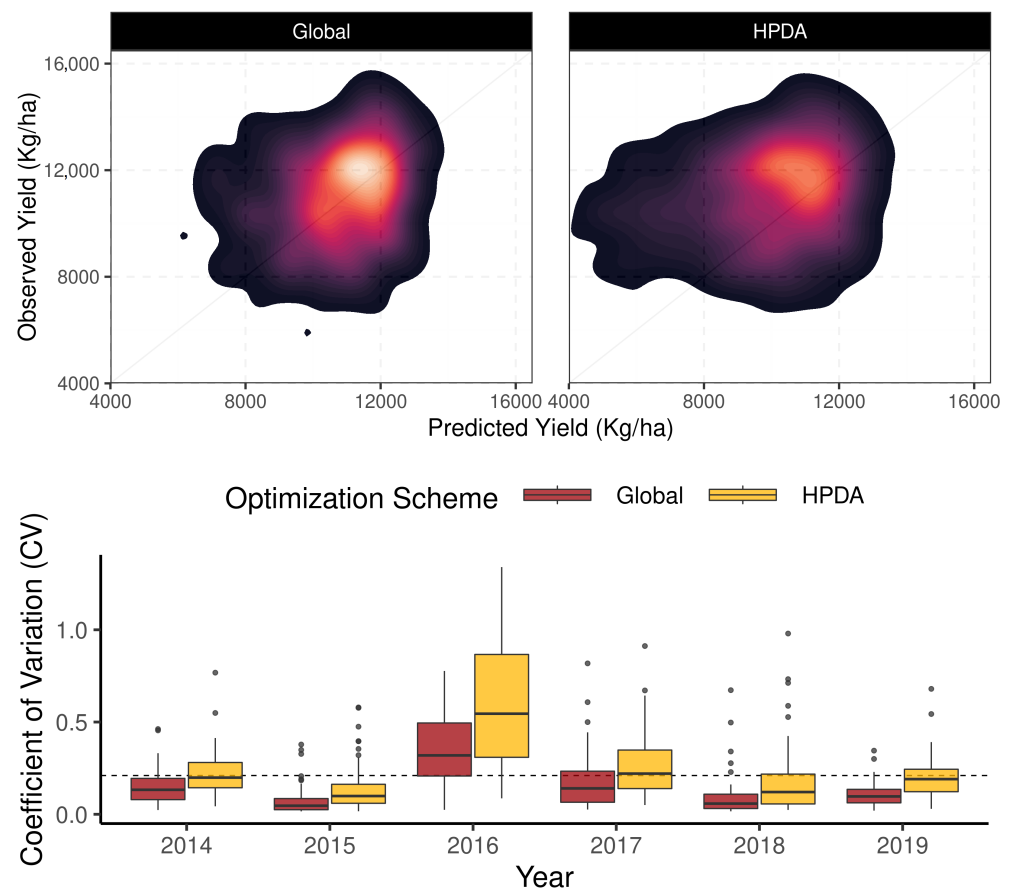 Global HPDA
16,000
12,000
8000
4000
Observed Yield (Kg/ha)
4000 8000 12000 16000 4000 8000 12000 16000
Predicted Yield (Kg/ha)
Optimization Scheme Global HPDA
Coefficient of Variation (CV)
1.0
0.5
0.0
2014 2015 2016 2017 2018 2019
Year